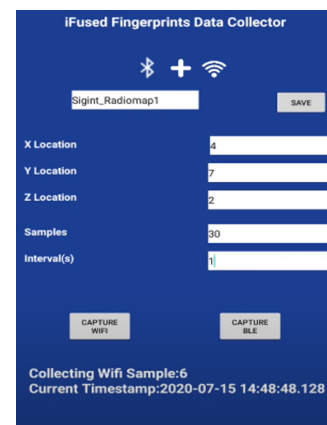 iFused Fingerprints Data Collector
Sigint_Radiomap1 SAVE
X Location 4
Y Location 7
Z Location 2
Samples 30
Interval(s) 1
CAPTURE WIFI
CAPTURE BLE
Collecting Wifi Sample:6
Current Timestamp:2020-07-15 14:48:48.128